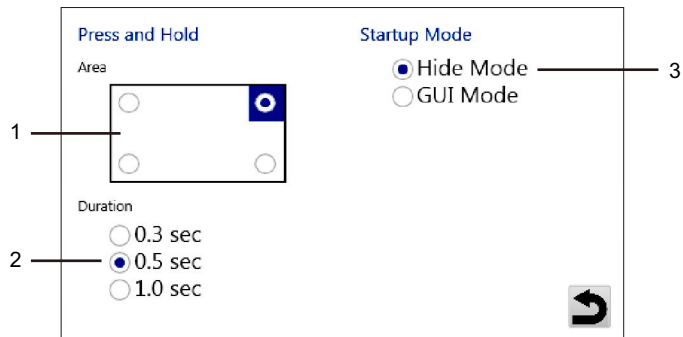 Press and Hold
Area
1
Duration
0.3 sec
2
0.5 sec
1.0 sec
Startup Mode
Hide Mode
3
GUI Mode